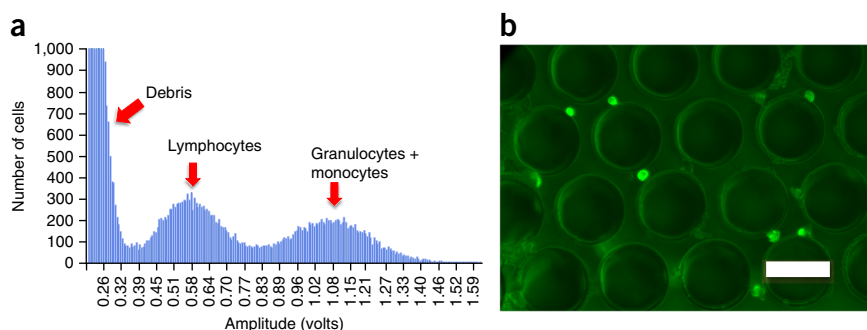 a
1,000
900
800
700
600
500
400
300
200
100
0
Number of cells
Debris
Lymphocytes
Granulocytes +
monocytes
0.26 0.32 0.39 0.45 0.51 0.58 0.64 0.70 0.77 0.83 0.89 0.96 1.02 1.08 1.15 1.21 1.27 1.33 1.40 1.46 1.52 1.59
Amplitude (volts)
b